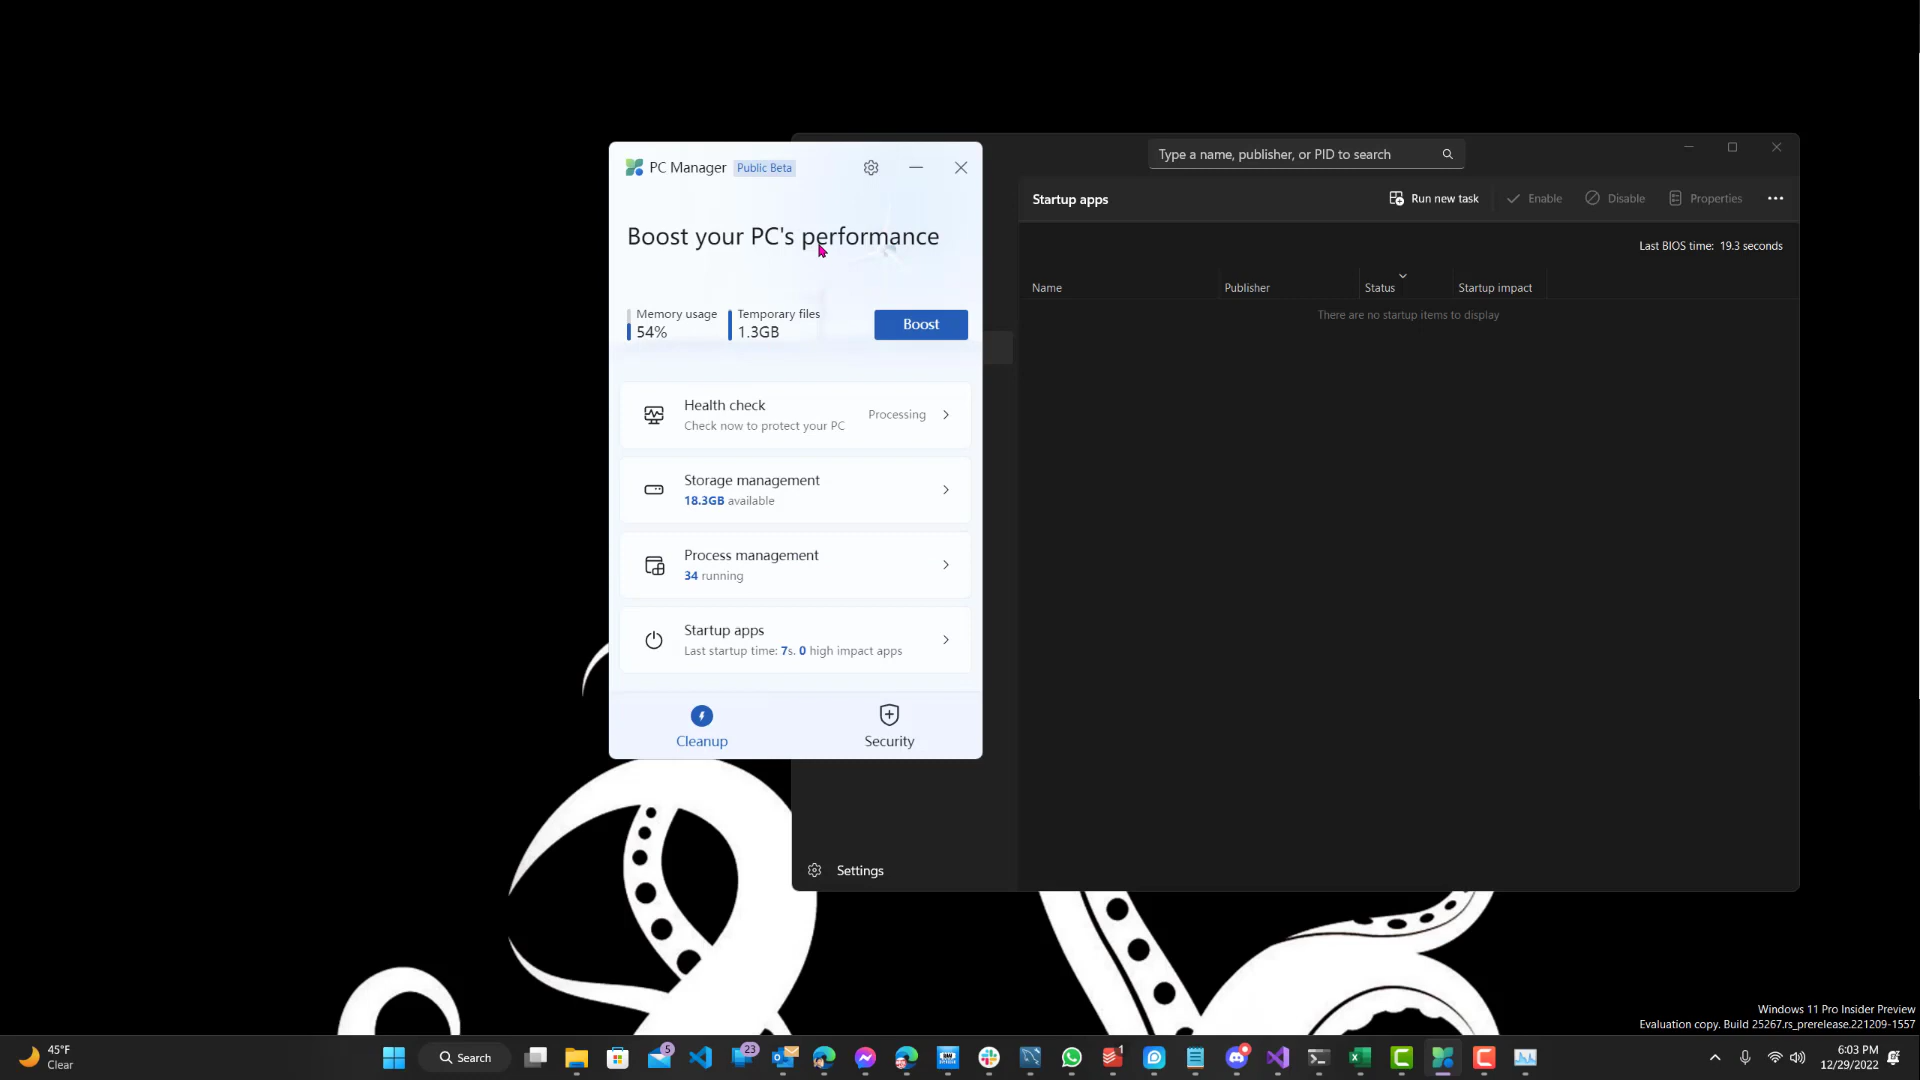 PC Manager Public Beta
Boost your PC's performance
Memory usage
54%
Temporary files
1.3GB
Boost
Health check
Check now to protect your PC
Processing
Storage management
18.3GB available
Process management
34 running
Startup apps
Last startup time: 7s. 0 high impact apps
Cleanup
Security
Type a name, publisher, or PID to search
Startup apps
Run new task
Enable
Disable
Properties
Last BIOS time: 19.3 seconds
Name
Publisher
Status
Startup impact
There are no startup items to display
Settings
Windows 11 Pro Insider Preview
Evaluation copy. Build 25267.rs_prerelease.221209-1557
45°F
Clear
Search
5
23
1
6:03 PM
12/29/2022